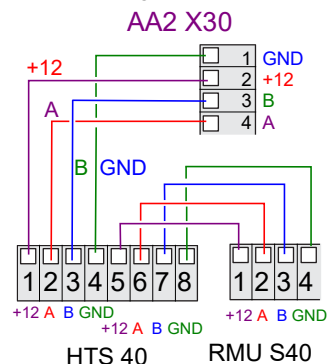 AA2 X30
1 GND
+12 2 +12
3 B
A 4 A
B GND
1 2 3 4 5 6 7 8 1 2 3 4
+12 A B GND +12 A B GND
+12 A B GND
HTS 40 RMU S40